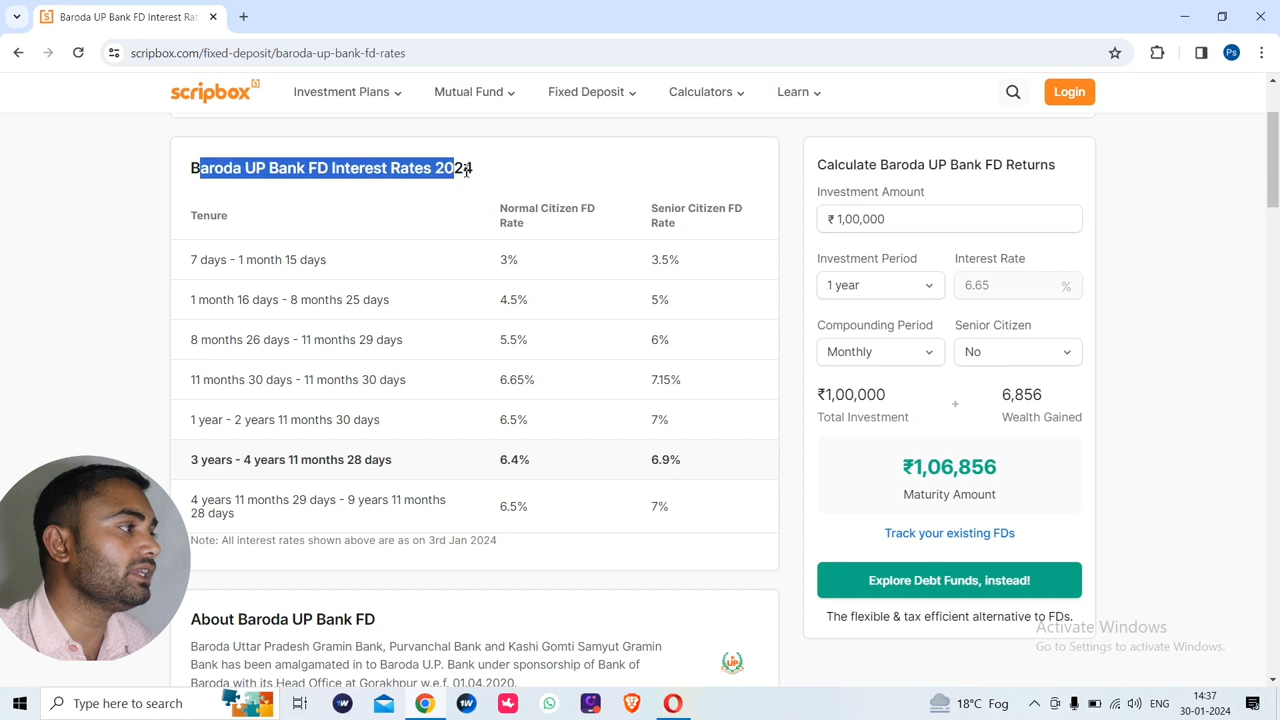 Baroda UP Bank FD Interest Rat
scripbox.com/fixed-deposit/baroda-up-bank-fd-rates
Ps
scripbox
S
Investment Plans
Mutual Fund
Fixed Deposit
Calculators
Learn
Login
Baroda UP Bank FD Interest Rates 2024
Tenure
Normal Citizen FD Rate
Senior Citizen FD Rate
7 days - 1 month 15 days
3%
3.5%
1 month 16 days - 8 months 25 days
4.5%
5%
8 months 26 days - 11 months 29 days
5.5%
6%
11 months 30 days - 11 months 30 days
6.65%
7.15%
1 year - 2 years 11 months 30 days
6.5%
7%
3 years - 4 years 11 months 28 days
6.4%
6.9%
4 years 11 months 29 days - 9 years 11 months
28 days
6.5%
7%
Note: All interest rates shown above are as on 3rd Jan 2024
Calculate Baroda UP Bank FD Returns
Investment Amount
₹ 1,00,000
Investment Period
Interest Rate
1 year
6.65 %
Compounding Period
Senior Citizen
Monthly
No
₹1,00,000
+
6,856
Total Investment
Wealth Gained
₹1,06,856
Maturity Amount
Track your existing FDs
Explore Debt Funds, instead!
The flexible & tax efficient alternative to FDs.
About Baroda UP Bank FD
Baroda Uttar Pradesh Gramin Bank, Purvanchal Bank and Kashi Gomti Samyut Gramin
Bank has been amalgamated in to Baroda U.P. Bank under sponsorship of Bank of
Baroda with its Head Office at Gorakhpur w.e.f. 01.04.2020.
UP
Activate Windows
Go to Settings to activate Windows.
Type here to search
1W
1W
18°C Fog
ENG
14:37
30-01-2024